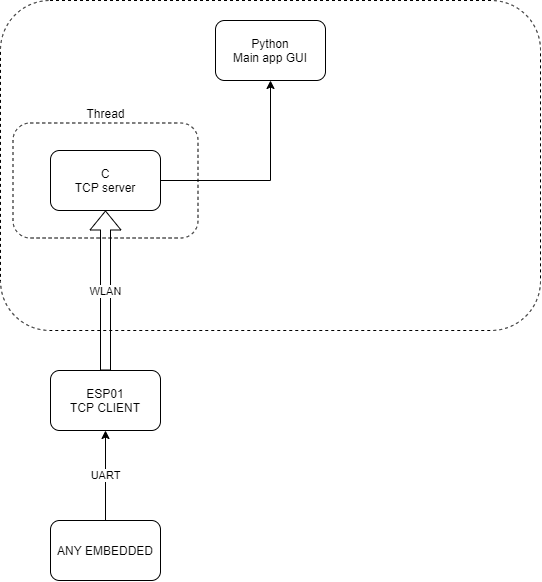 Python
Main app GUI
Thread
C
TCP server
WLAN
ESP01
TCP CLIENT
UART
ANY EMBEDDED